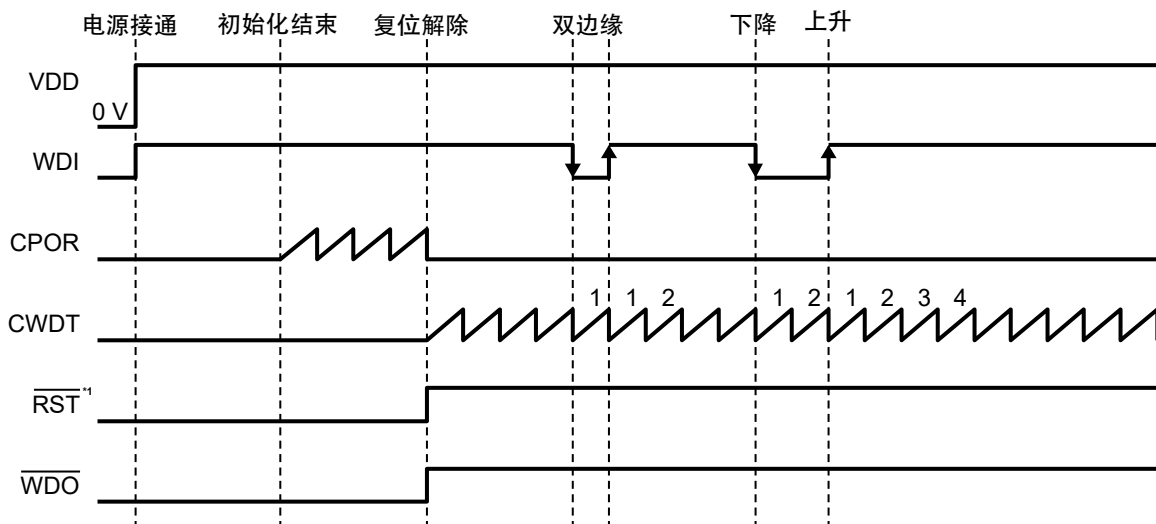 电源接通 初始化结束 复位解除 双边缘 下降 上升
VDD
0 V
WDI
CPOR
1 1 2 1 2 1 2 3 4
CWDT
RST*1
WDO